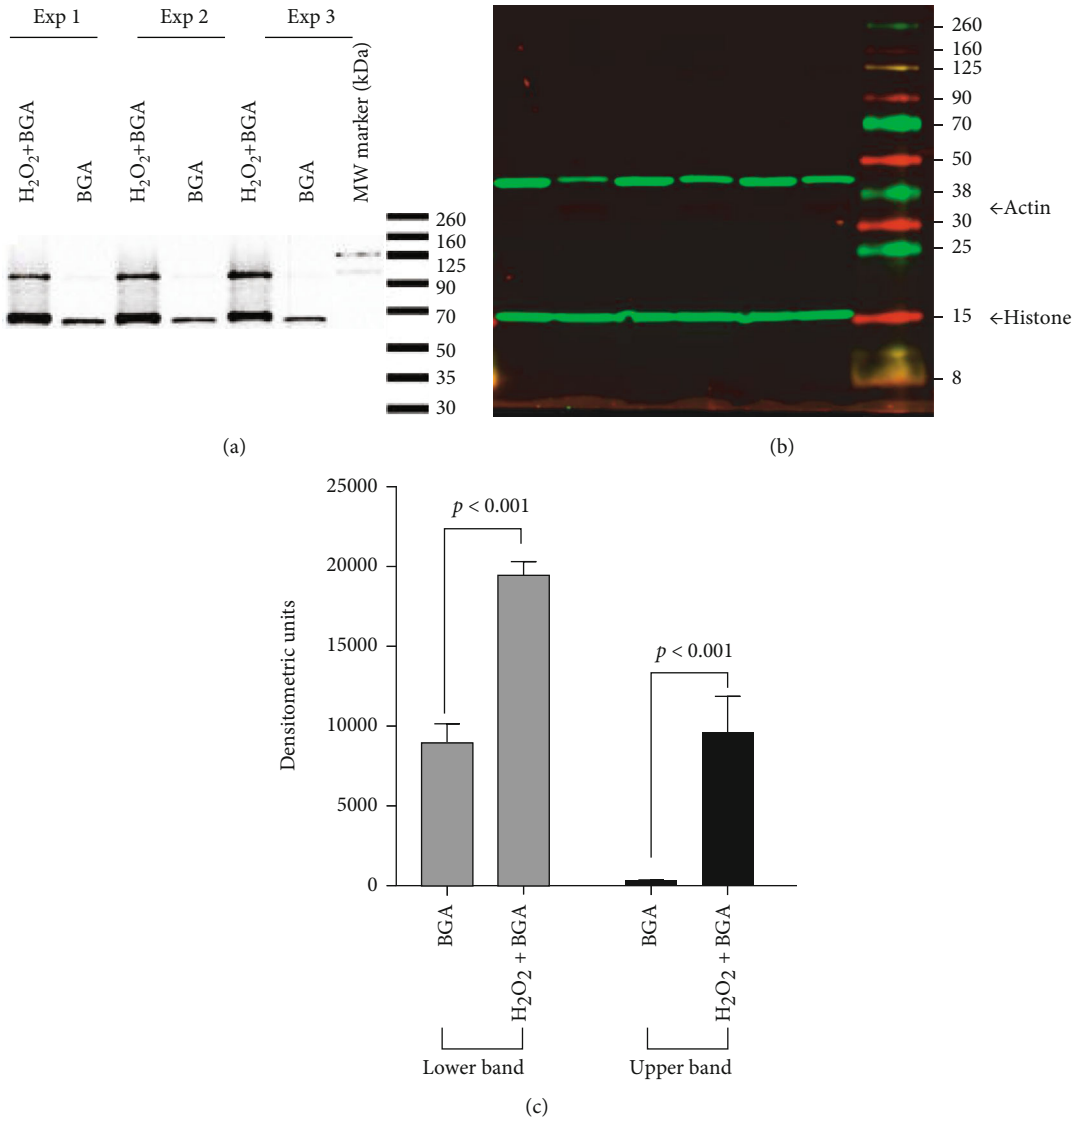 Exp 1
Exp 2
Exp 3
H₂O₂+BGA
BGA
H₂O₂+BGA
BGA
H₂O₂+BGA
BGA
MW marker (kDa)
260
160
125
90
70
50
35
30
(a)
260
160
125
90
70
50
38
30
25
15
8
←Actin
←Histone
(b)
25000
20000
15000
10000
5000
0
Densitometric units
p < 0.001
p < 0.001
BGA
H₂O₂ + BGA
BGA
H₂O₂ + BGA
Lower band
Upper band
(c)